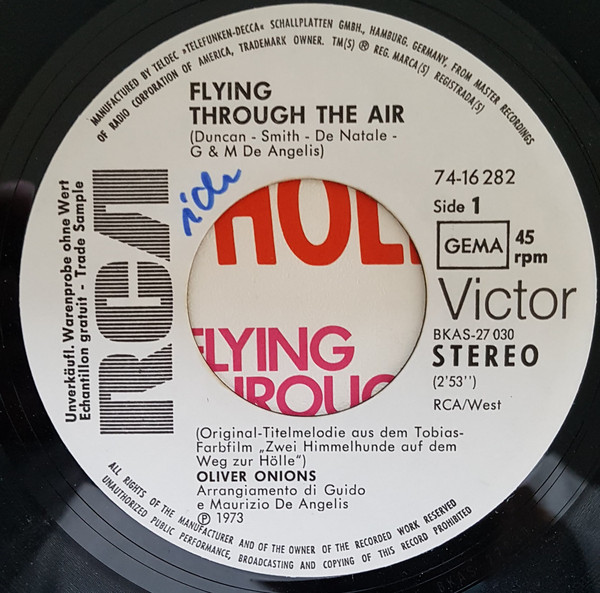 MANUFACTURED BY TELDEC »TELEFUNKEN-DECCA« SCHALLPLATTEN GMBH., HAMBURG. GERMANY, FROM MASTER RECORDINGS
OF RADIO CORPORATION OF AMERICA, TRADEMARK OWNER. TM(S) ® REG. MARCA(S) REGISTRADA(S)
FLYING
THROUGH THE AIR
(Duncan - Smith - De Natale -
G & M De Angelis)
74-16 282
Side 1
GEMA
45
rpm
Victor
BKAS-27 030
STEREO
(2'53'')
RCA/West
Unverkäufl. Warenprobe ohne Wert
Echantillon gratuit - Trade Sample
RCA
HOL
FLYING
THROUG
(Original-Titelmelodie aus dem Tobias-
Farbfilm „Zwei Himmelhunde auf dem
Weg zur Hölle")
OLIVER ONIONS
Arrangiamento di Guido
e Maurizio De Angelis
℗ 1973
ALL RIGHTS OF THE MANUFACTURER AND OF THE OWNER OF THE RECORDED WORK RESERVED
UNAUTHORIZED PUBLIC PERFORMANCE, BROADCASTING AND COPYING OF THIS RECORD PROHIBITED